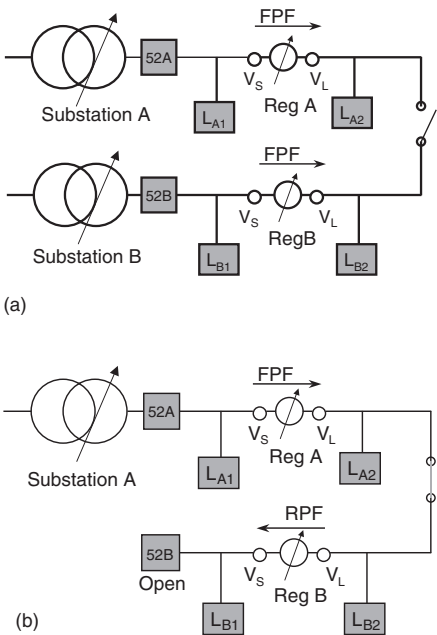 FPF
52A
V_S
V_L
Substation A
L_A1
Reg A
L_A2
FPF
52B
V_S
V_L
Substation B
L_B1
RegB
L_B2
(a)
FPF
52A
V_S
V_L
Substation A
L_A1
Reg A
L_A2
RPF
52B
V_S
V_L
Open
Reg B
L_B1
L_B2
(b)